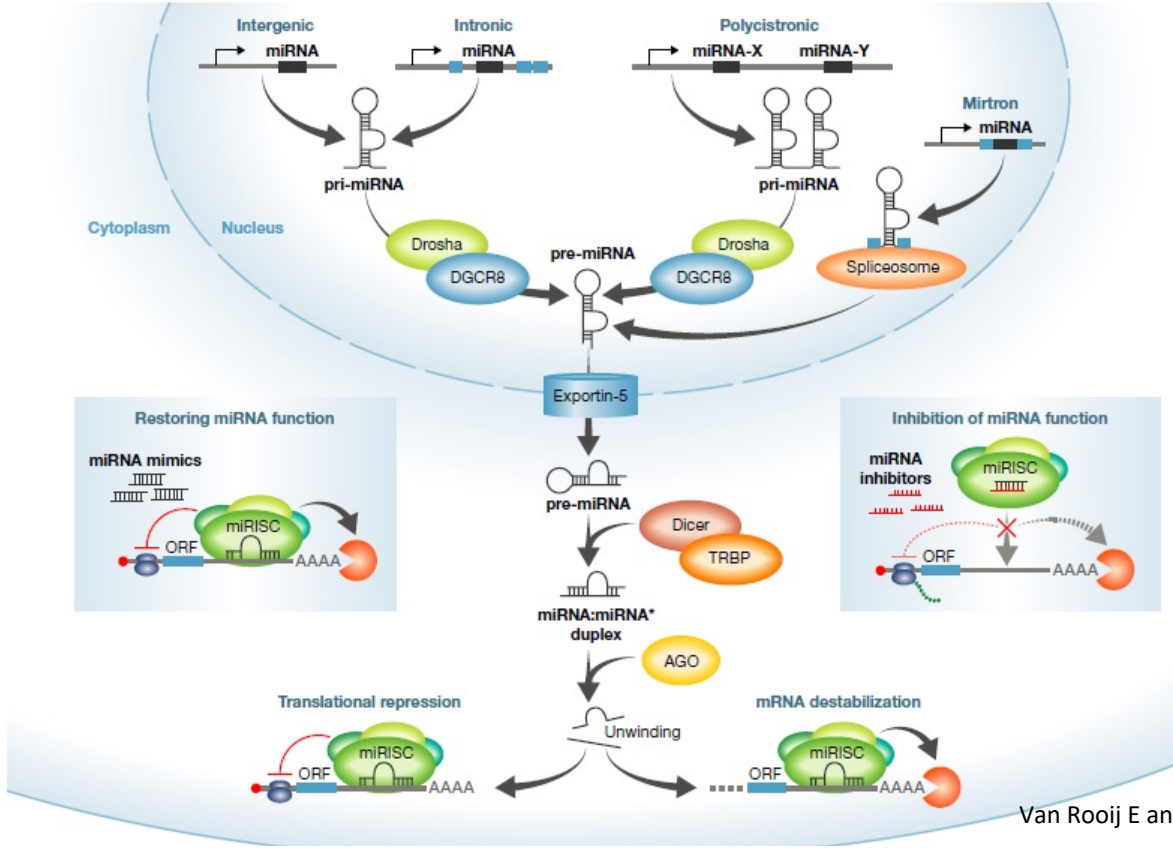 Intergenic
miRNA
Intronic
miRNA
Polycistronic
miRNA-X
miRNA-Y
Mirtron
miRNA
pri-miRNA
pri-miRNA
Cytoplasm
Nucleus
Drosha
DGCR8
pre-miRNA
Drosha
DGCR8
Spliceosome
Exportin-5
Restoring miRNA function
miRNA mimics
miRISC
ORF
AAAA
pre-miRNA
Dicer
TRBP
miRNA:miRNA*
duplex
AGO
Unwinding
Inhibition of miRNA function
miRNA
inhibitors
miRISC
ORF
AAAA
Translational repression
miRISC
ORF
AAAA
mRNA destabilization
miRISC
ORF
AAAA
Van Rooij E an